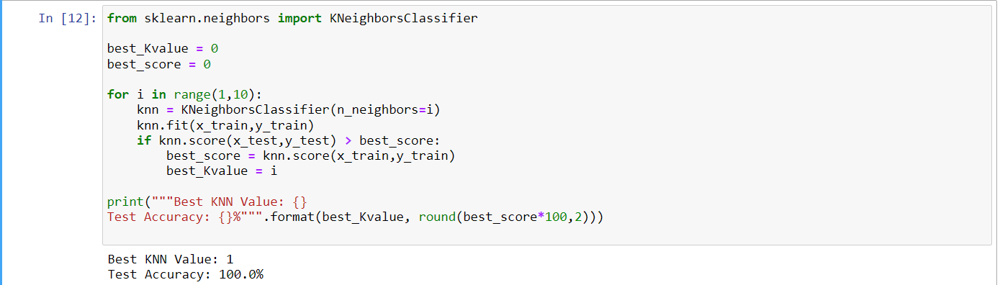 In [12]: from sklearn.neighbors import KNeighborsClassifier
best_Kvalue = 0
best_score = 0
for i in range(1,10):
    knn = KNeighborsClassifier(n_neighbors=i)
    knn.fit(x_train,y_train)
    if knn.score(x_test,y_test) > best_score:
        best_score = knn.score(x_train,y_train)
        best_Kvalue = i
print("""Best KNN Value: {}
Test Accuracy: {}%""".format(best_Kvalue, round(best_score*100,2)))
Best KNN Value: 1
Test Accuracy: 100.0%